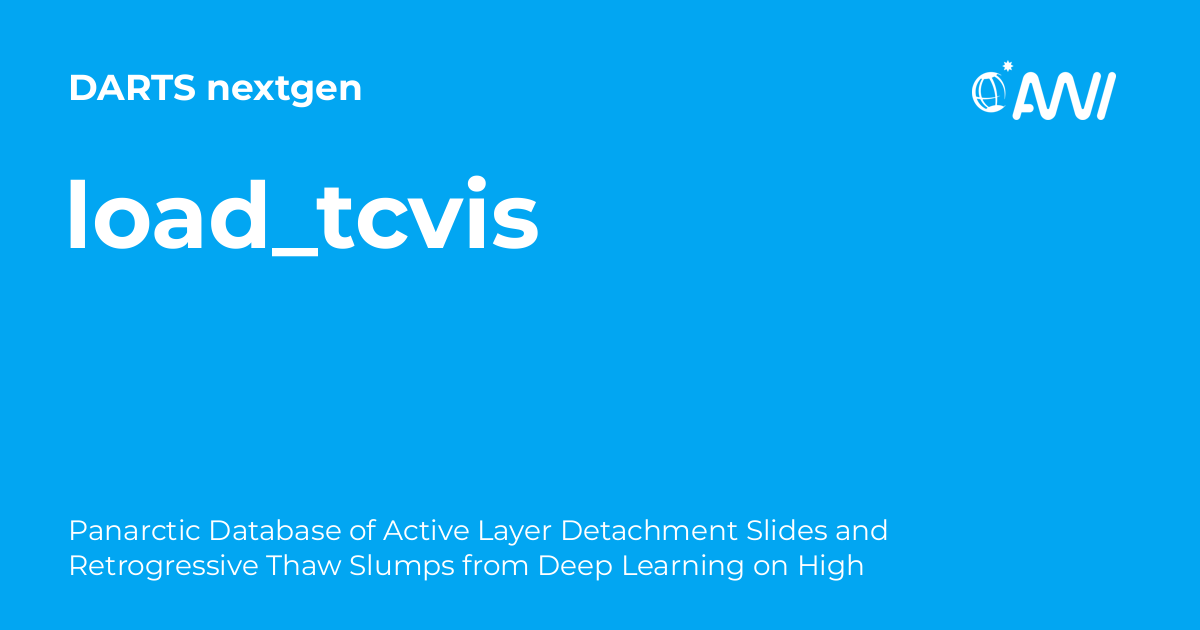 DARTS nextgen
AWI
load_tcvis
Panarctic Database of Active Layer Detachment Slides and
Retrogressive Thaw Slumps from Deep Learning on High